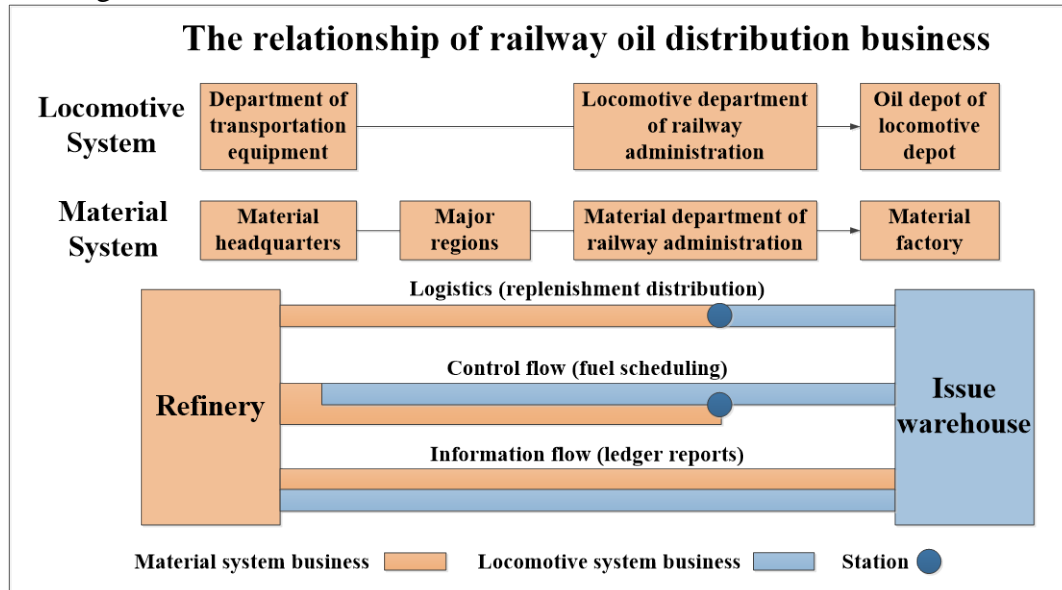 The relationship of railway oil distribution business
Locomotive
System
Department of
transportation
equipment
Locomotive department
of railway
administration
Oil depot of
locomotive
depot
Material
System
Material
headquarters
Major
regions
Material department of
railway administration
Material
factory
Logistics (replenishment distribution)
Control flow (fuel scheduling)
Refinery
Issue
warehouse
Information flow (ledger reports)
Material system business
Locomotive system business
Station